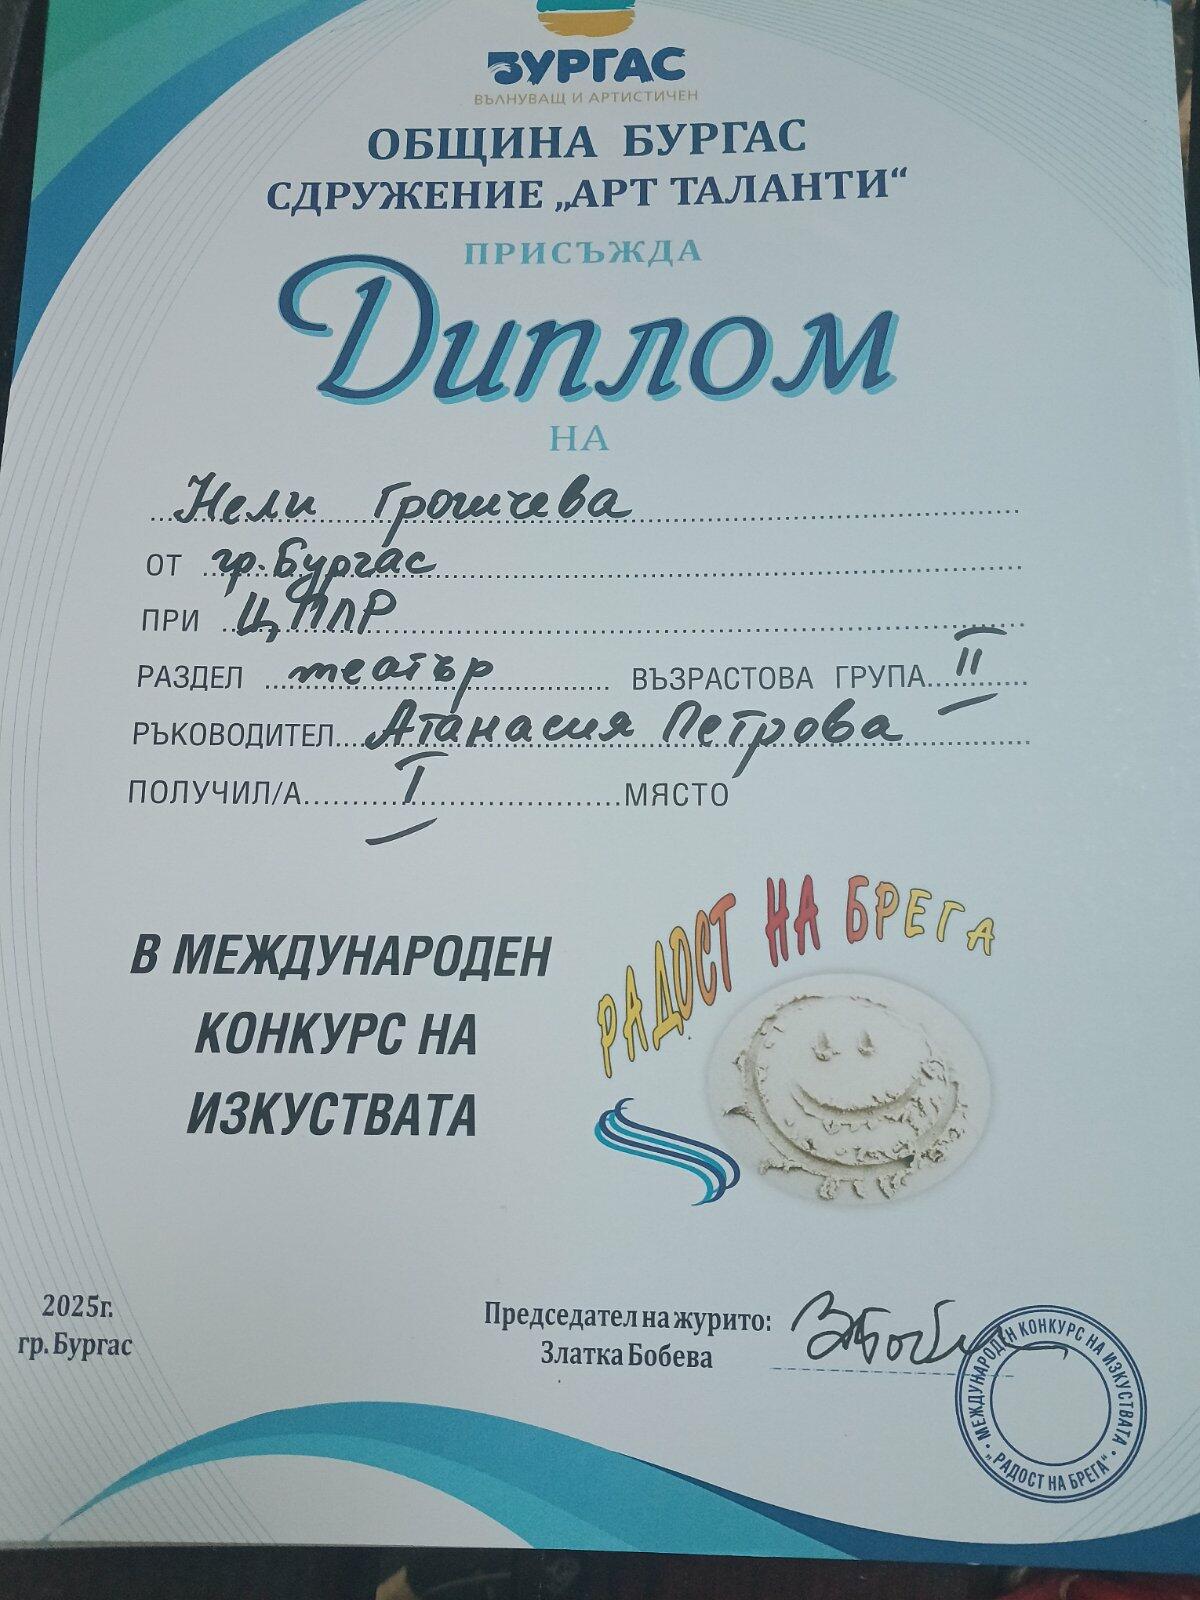 БУРГАС
ВЪЛНУВАЩ И АРТИСТИЧЕН
ОБЩИНА БУРГАС
СДРУЖЕНИЕ „АРТ ТАЛАНТИ“
ПРИСЪЖДА
Диплом
НА
Нели Грошева
ОТ гр. Бургас
ПРИ ЦПЛР
РАЗДЕЛ театър ВЪЗРАСТОВА ГРУПА II
РЪКОВОДИТЕЛ Атанасия Петрова
ПОЛУЧИЛ/А I МЯСТО
В МЕЖДУНАРОДЕН
КОНКУРС НА
ИЗКУСТВАТА
РАДОСТ НА БРЕГА
2025г.
гр. Бургас
Председател на журито:
Златка Бобева
МЕЖДУНАРОДЕН КОНКУРС НА ИЗКУСТВАТА • „РАДОСТ НА БРЕГА“ •